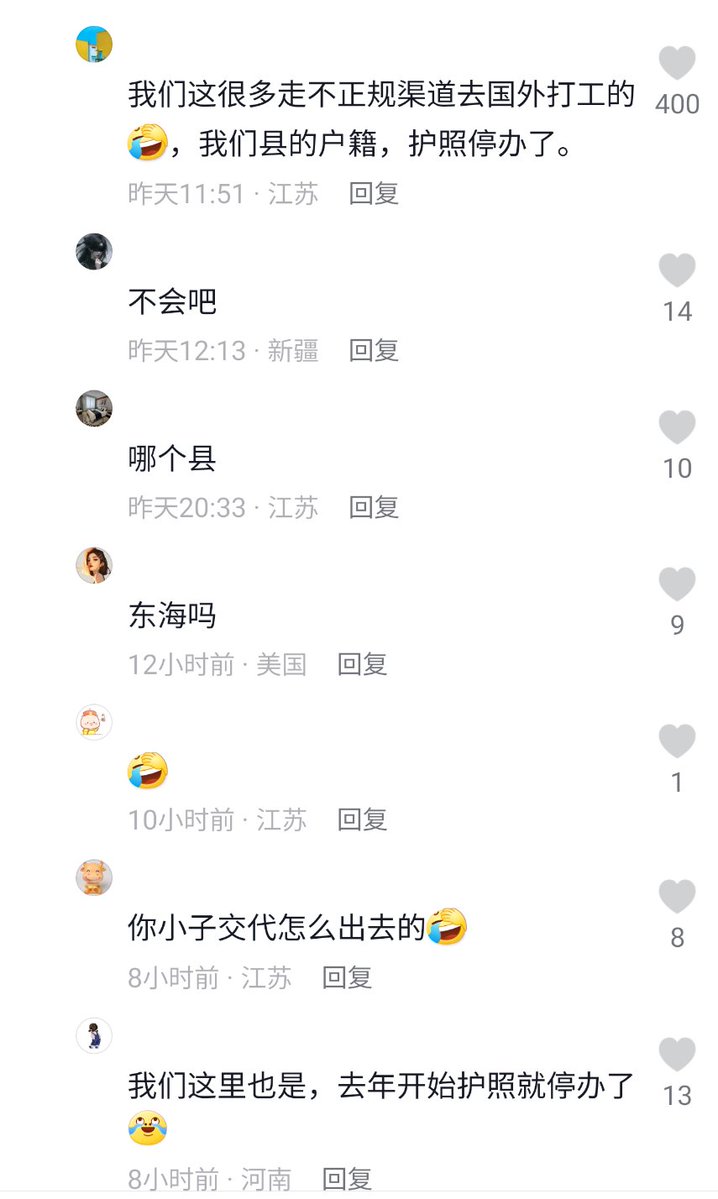 我们这很多走不正规渠道去国外打工的
400
🤣，我们县的户籍，护照停办了。
昨天11:51 · 江苏 回复
不会吧
14
昨天12:13 · 新疆 回复
哪个县
10
昨天20:33 · 江苏 回复
东海吗
9
12小时前 · 美国 回复
1
10小时前 · 江苏 回复
你小子交代怎么出去的
8
8小时前 · 江苏 回复
我们这里也是，去年开始护照就停办了
13
8小时前 · 河南 回复